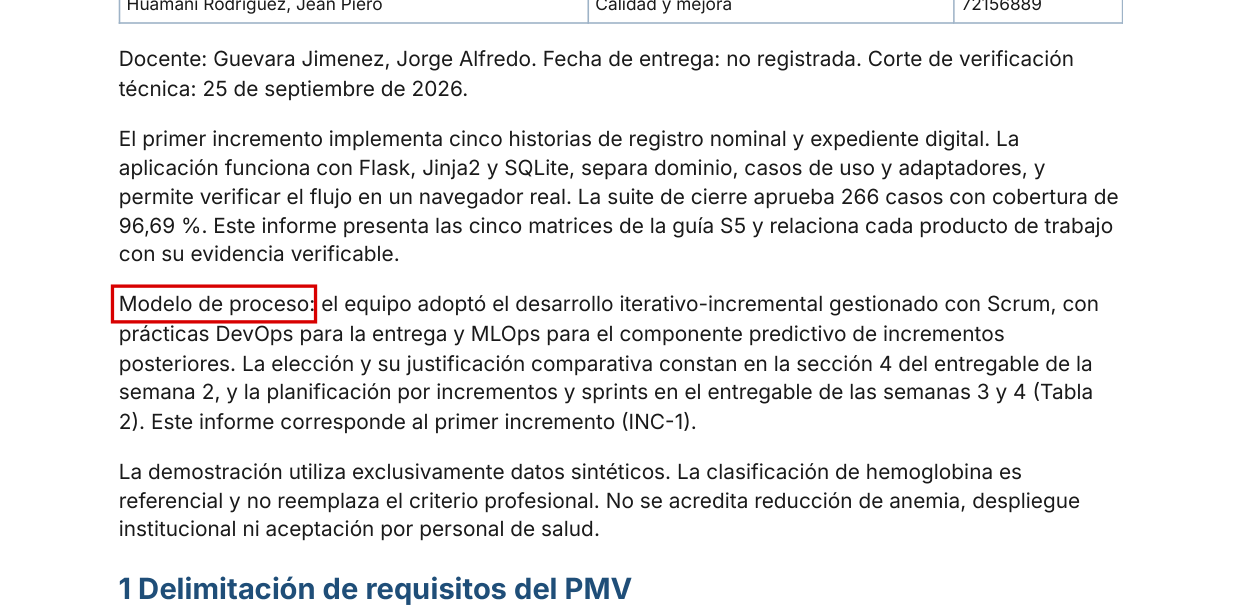 Huamaní Rodríguez, Jean Piero
Calidad y mejora
72156889
Docente: Guevara Jimenez, Jorge Alfredo. Fecha de entrega: no registrada. Corte de verificación
técnica: 25 de septiembre de 2026.
El primer incremento implementa cinco historias de registro nominal y expediente digital. La
aplicación funciona con Flask, Jinja2 y SQLite, separa dominio, casos de uso y adaptadores, y
permite verificar el flujo en un navegador real. La suite de cierre aprueba 266 casos con cobertura de
96,69 %. Este informe presenta las cinco matrices de la guía S5 y relaciona cada producto de trabajo
con su evidencia verificable.
Modelo de proceso: el equipo adoptó el desarrollo iterativo-incremental gestionado con Scrum, con
prácticas DevOps para la entrega y MLOps para el componente predictivo de incrementos
posteriores. La elección y su justificación comparativa constan en la sección 4 del entregable de la
semana 2, y la planificación por incrementos y sprints en el entregable de las semanas 3 y 4 (Tabla
2). Este informe corresponde al primer incremento (INC-1).
La demostración utiliza exclusivamente datos sintéticos. La clasificación de hemoglobina es
referencial y no reemplaza el criterio profesional. No se acredita reducción de anemia, despliegue
institucional ni aceptación por personal de salud.
1 Delimitación de requisitos del PMV